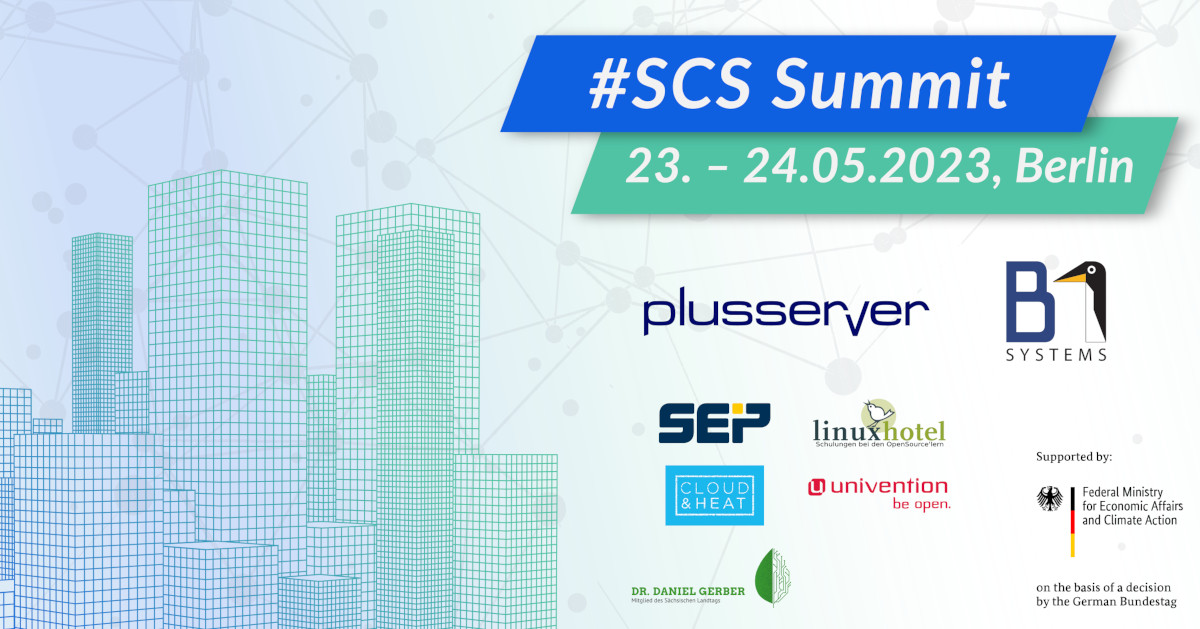 #SCS Summit
23. – 24.05.2023, Berlin
plusserver
B1
SYSTEMS
SEP
linuxhotel
Schulungen bei den OpenSource'lern
CLOUD
&HEAT
univention
be open.
DR. DANIEL GERBER
Mitglied des Sächsischen Landtags
Supported by:
Federal Ministry
for Economic Affairs
and Climate Action
on the basis of a decision
by the German Bundestag